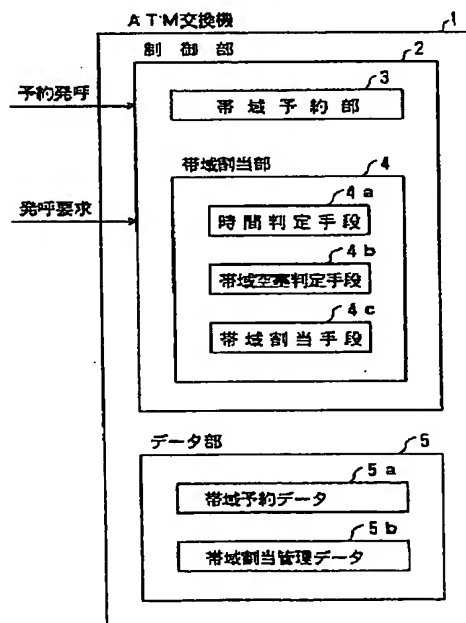 ATM交換機
1
制御部
2
予約発呼
3
帯域予約部
帯域割当部
4
発呼要求
4a
時間判定手段
4b
帯域空塞判定手段
4c
帯域割当手段
データ部
5
5a
帯域予約データ
5b
帯域割当管理データ